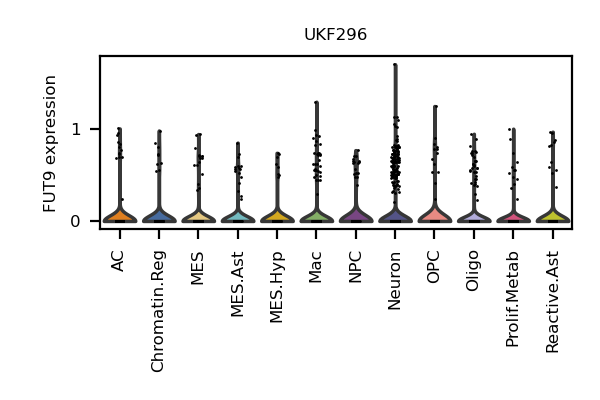 UKF296
FUT9 expression
1
0
AC
Chromatin.Reg
MES
MES.Ast
MES.Hyp
Mac
NPC
Neuron
OPC
Oligo
Prolif.Metab
Reactive.Ast